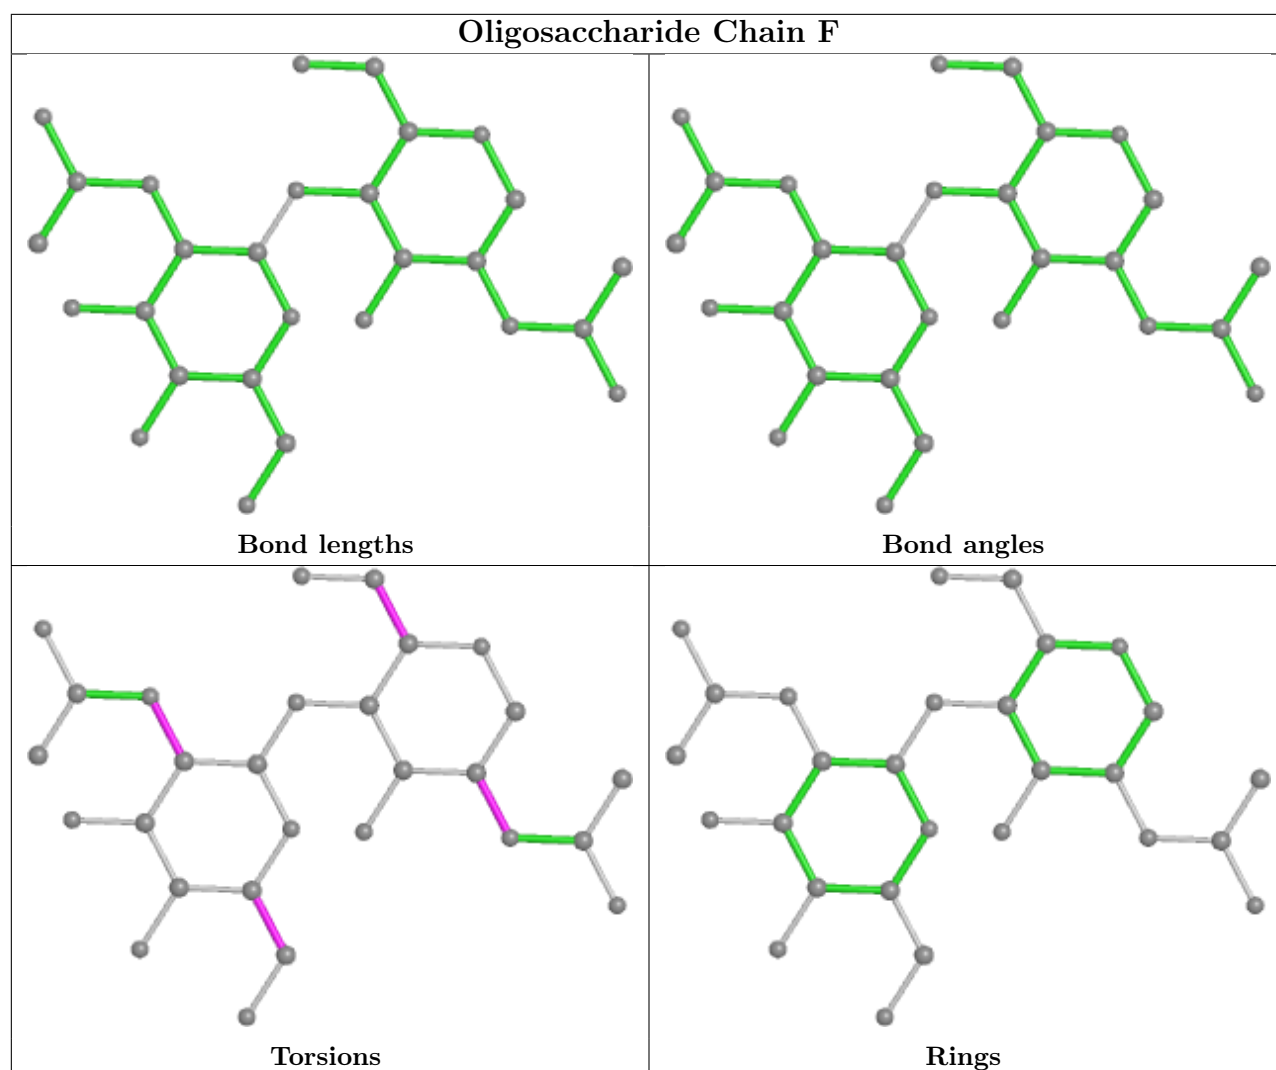 Oligosaccharide Chain F
Bond lengths
Bond angles
Torsions
Rings